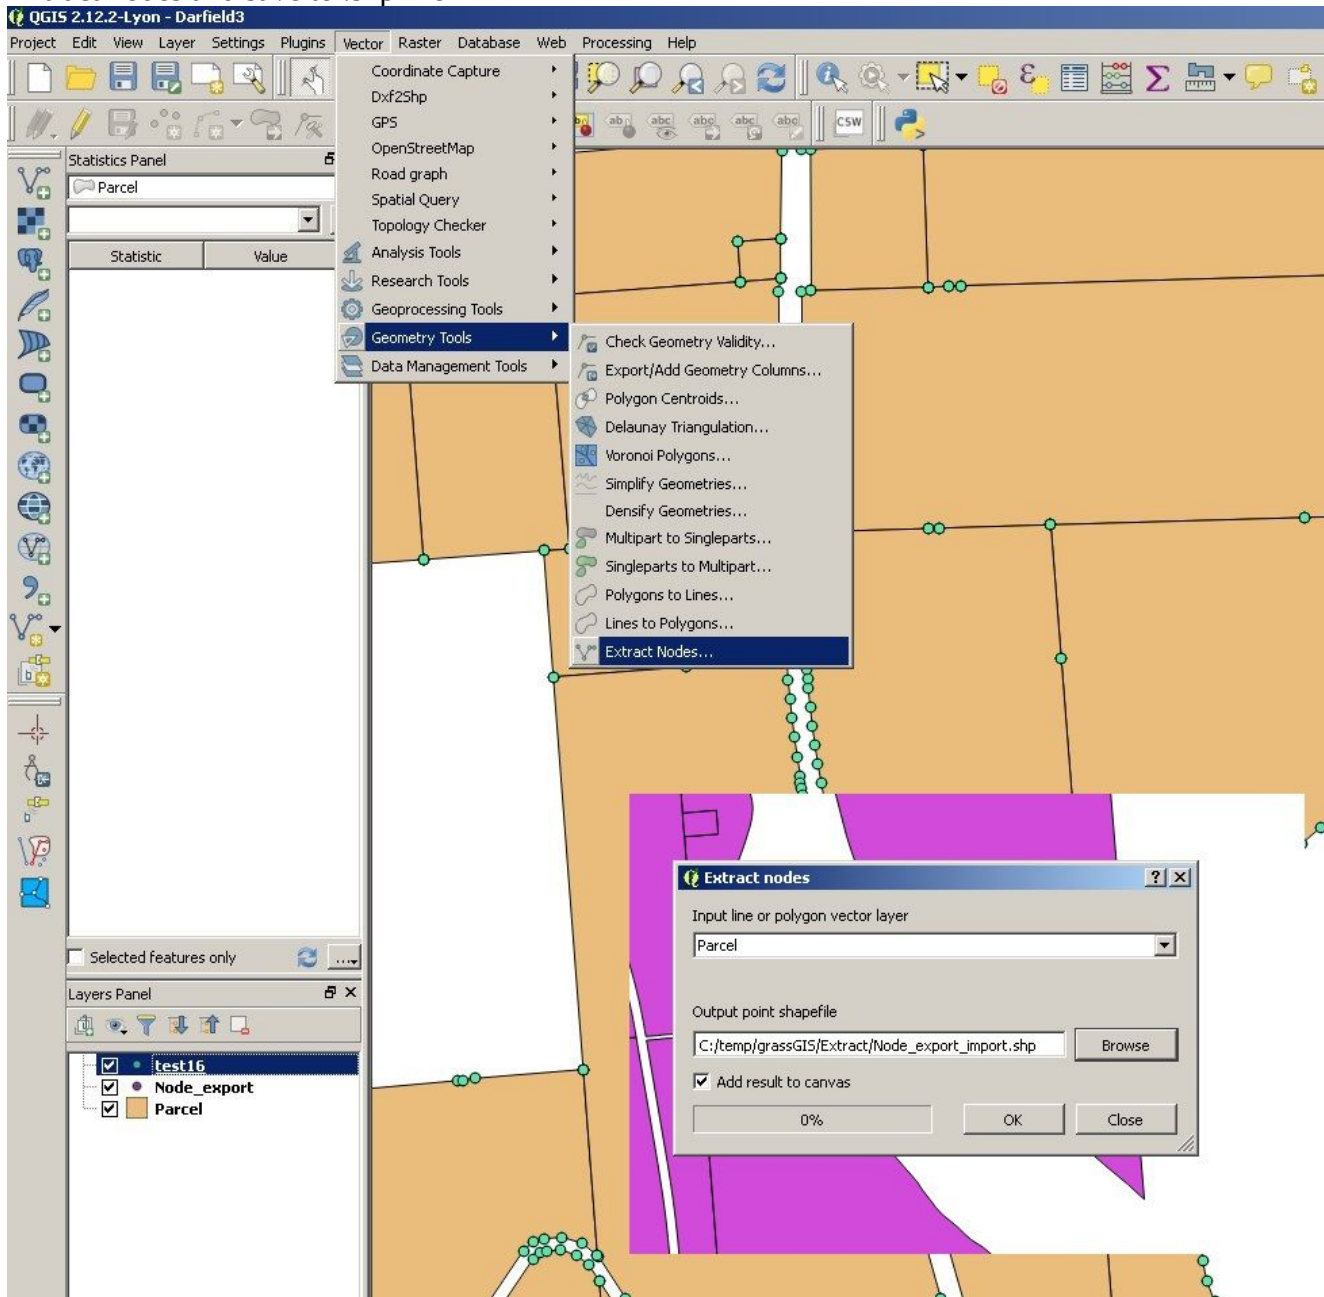 QGIS 2.12.2-Lyon - Darfield3
Project Edit View Layer Settings Plugins Vector Raster Database Web Processing Help
Coordinate Capture
Dxf2Shp
GPS
OpenStreetMap
Road graph
Spatial Query
Topology Checker
Analysis Tools
Research Tools
Geoprocessing Tools
Geometry Tools
Data Management Tools
abc abc abc abc abc CSW
Statistics Panel
Parcel
Statistic Value
Check Geometry Validity...
Export/Add Geometry Columns...
Polygon Centroids...
Delaunay Triangulation...
Voronoi Polygons...
Simplify Geometries...
Densify Geometries...
Multipart to Singleparts...
Singleparts to Multipart...
Polygons to Lines...
Lines to Polygons...
Extract Nodes...
Selected features only
...
Layers Panel
test16
Node_export
Parcel
Extract nodes
Input line or polygon vector layer
Parcel
Output point shapefile
C:/temp/grassGIS/Extract/Node_export_import.shp Browse
Add result to canvas
0% OK Close